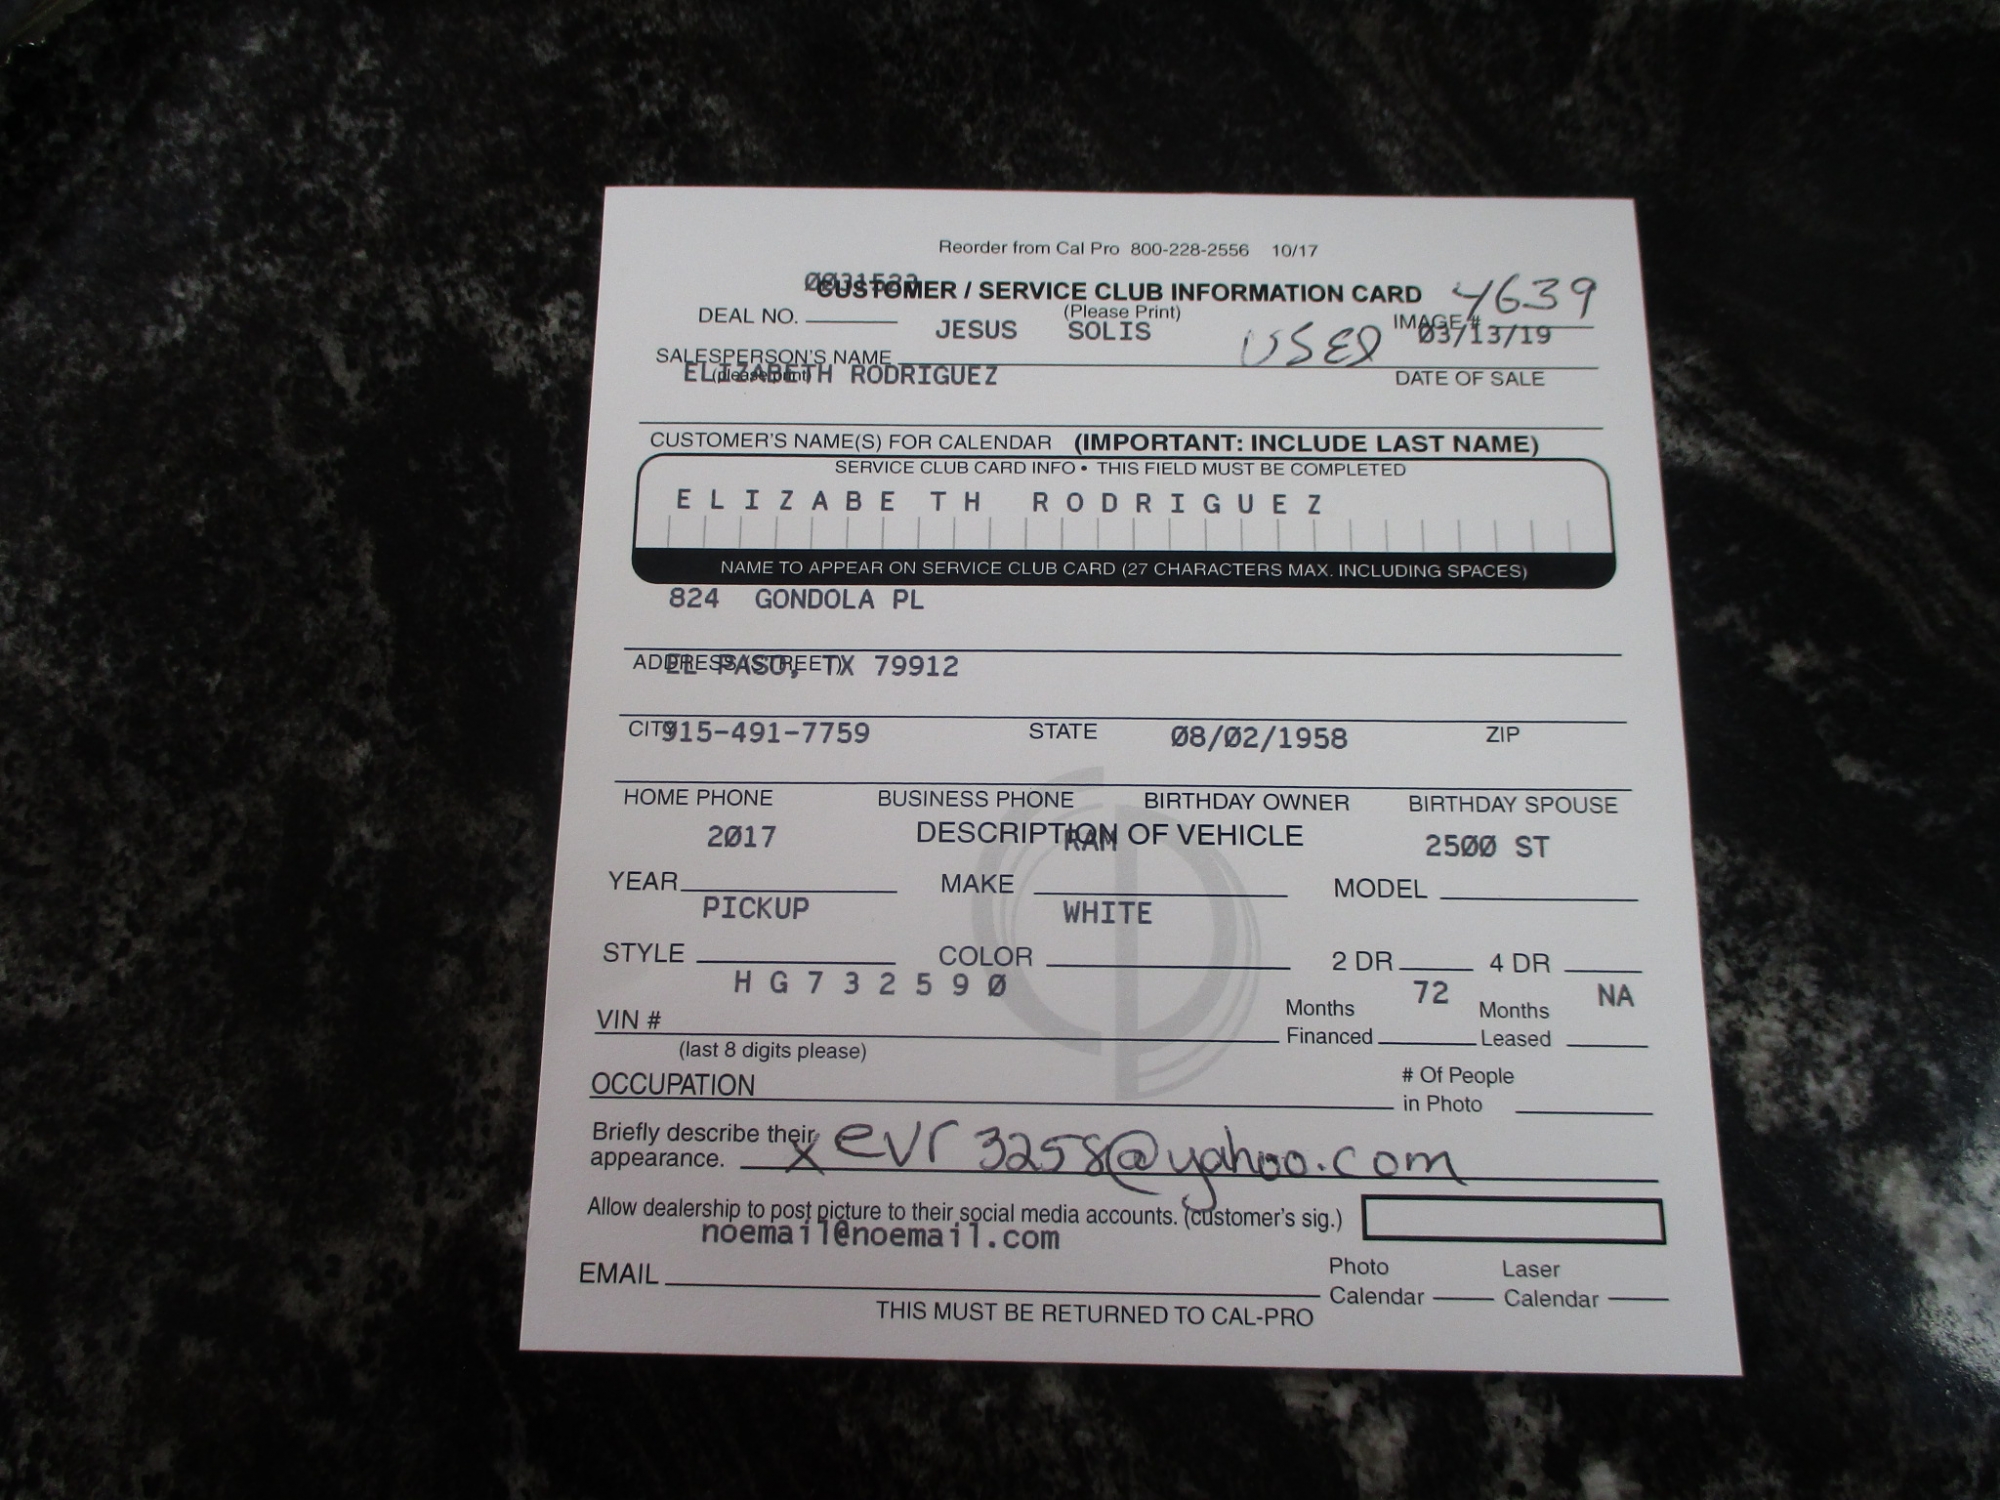 Reorder from Cal Pro 800-228-2556 10/17
CUSTOMER / SERVICE CLUB INFORMATION CARD 4639
DEAL NO. (Please Print) IMAGE #
JESUS SOLIS USED 03/13/19
SALESPERSON'S NAME
(please print) DATE OF SALE
ELIZABETH RODRIGUEZ
CUSTOMER'S NAME(S) FOR CALENDAR (IMPORTANT: INCLUDE LAST NAME)
SERVICE CLUB CARD INFO • THIS FIELD MUST BE COMPLETED
ELIZABETH RODRIGUEZ
NAME TO APPEAR ON SERVICE CLUB CARD (27 CHARACTERS MAX. INCLUDING SPACES)
824 GONDOLA PL
ADDRESS (STREET)
EL PASO, TX 79912
CITY STATE ZIP
915-491-7759 08/02/1958
HOME PHONE BUSINESS PHONE BIRTHDAY OWNER BIRTHDAY SPOUSE
DESCRIPTION OF VEHICLE
2017 RAM 2500 ST
YEAR MAKE MODEL
PICKUP WHITE
STYLE COLOR 2 DR 4 DR
HG732590 72 NA
VIN # Months Financed Months Leased
(last 8 digits please)
OCCUPATION # Of People in Photo
Briefly describe their
appearance. x evr3258@yahoo.com
Allow dealership to post picture to their social media accounts. (customer's sig.)
noemail@noemail.com
EMAIL Photo Calendar Laser Calendar
THIS MUST BE RETURNED TO CAL-PRO